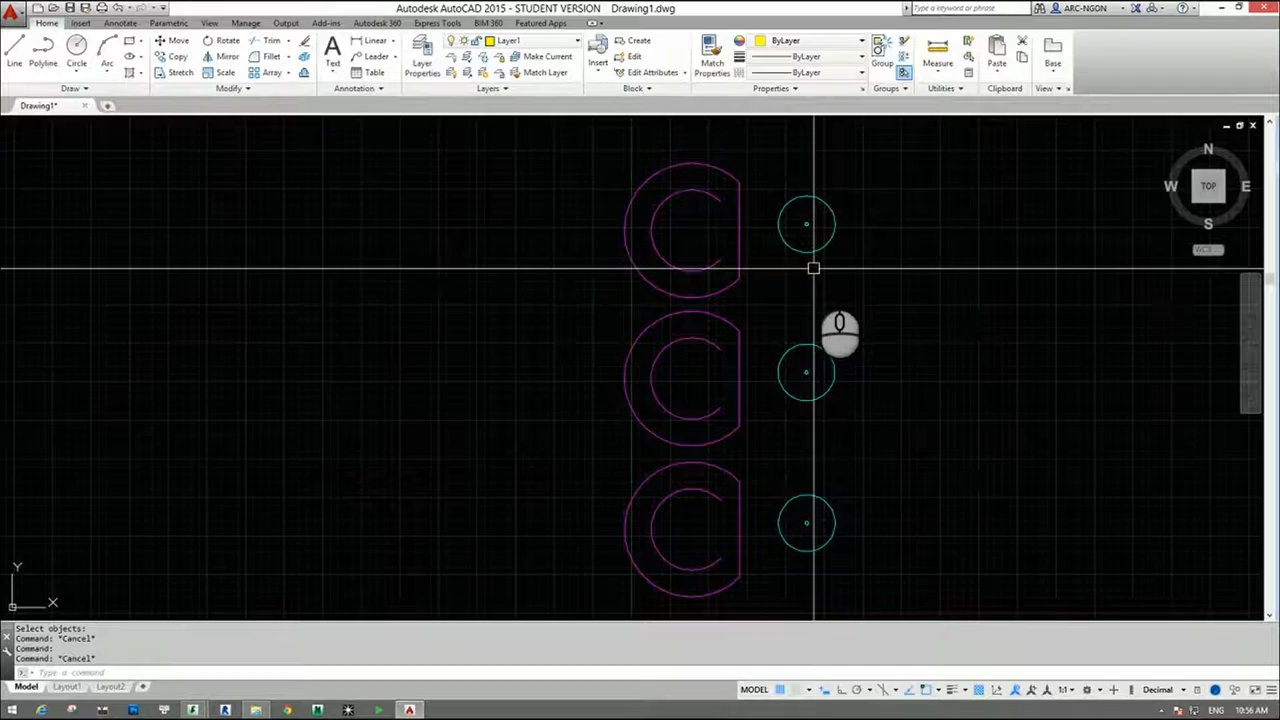 Autodesk AutoCAD 2015 - STUDENT VERSION Drawing1.dwg
Type a keyword or phrase
ARC-NGON
Home Insert Annotate Parametric View Manage Output Add-ins Autodesk 360 Express Tools BIM 360 Featured Apps
Line Polyline Circle Arc
Move Rotate Trim
Copy Mirror Fillet
Stretch Scale Array
Text
Linear
Leader
Table
Layer Properties
Layer1
Make Current
Match Layer
Insert
Create
Edit
Edit Attributes
Match Properties
ByLayer
ByLayer
ByLayer
Group
Measure
Paste
Base
Draw Modify Annotation Layers Block Properties Groups Utilities Clipboard View
Drawing1*
N
W TOP E
S
WCS
Y
X
Select objects:
Command: *Cancel*
Command:
Command: *Cancel*
Type a command
Model Layout1 Layout2
MODEL
1:1
Decimal
ENG 10:56 AM